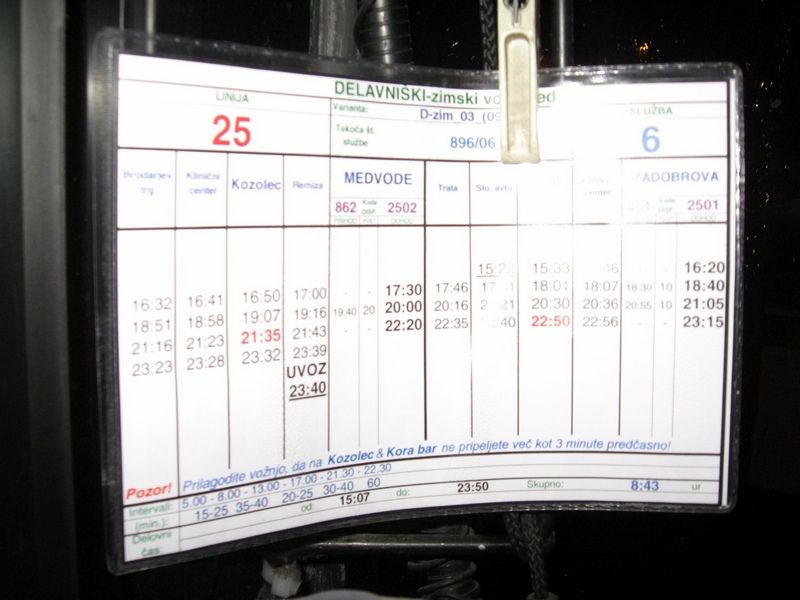 DELAVNIŠKI-zimski
LINIJA
25
Varianta:
D-zim_03_(09
Tekoča št. službe
896/06
SLUŽBA
6
Brodarjev trg Klinični center Kozolec Remiza MEDVODE Trata Slo. avto ZADOBROVA
862 Koda DISP. 2502 2501
15:22 15:33 16:20
16:32 16:41 16:50 17:00 - - 17:30 17:46 18:01 18:07 18:30 10 18:40
18:51 18:58 19:07 19:16 19:40 20 20:00 20:16 20:30 20:36 20:55 10 21:05
21:16 21:23 21:35 21:43 - - 22:20 22:35 22:50 22:56 - - 23:15
23:23 23:28 23:32 23:39
UVOZ
23:40
Pozor! Prilagodite vožnjo, da na Kozolec & Kora bar ne pripeljete več kot 3 minute predčasno!
Intervali: 5.00 - 8.00 - 13.00 - 17.00 - 21.30 - 22.30
(min.): 15-25 35-40 20-25 30-40 60
Delovni čas: od: 15:07 do: 23:50 Skupno: 8:43 ur